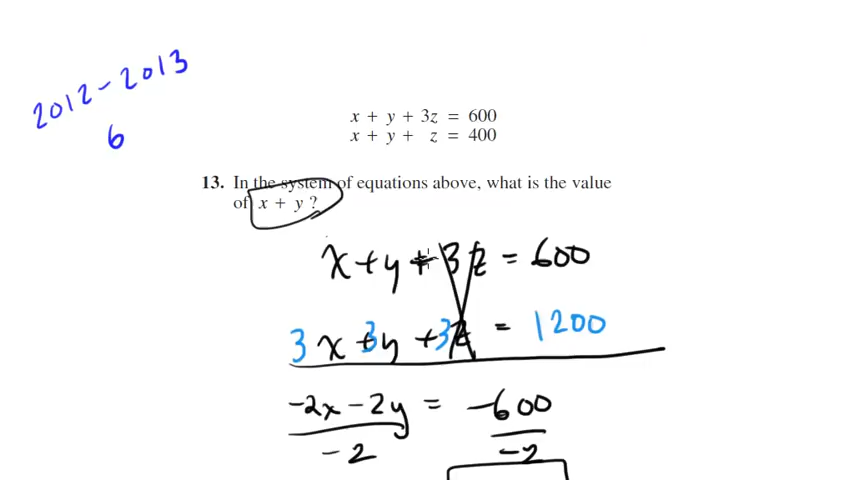 2012-2013
6
x + y + 3z = 600
x + y + z = 400
13. In the system of equations above, what is the value
of x + y ?
x + y + 3z = 600
3x + 3y + 3z = 1200
-2x - 2y = -600
-2 -2